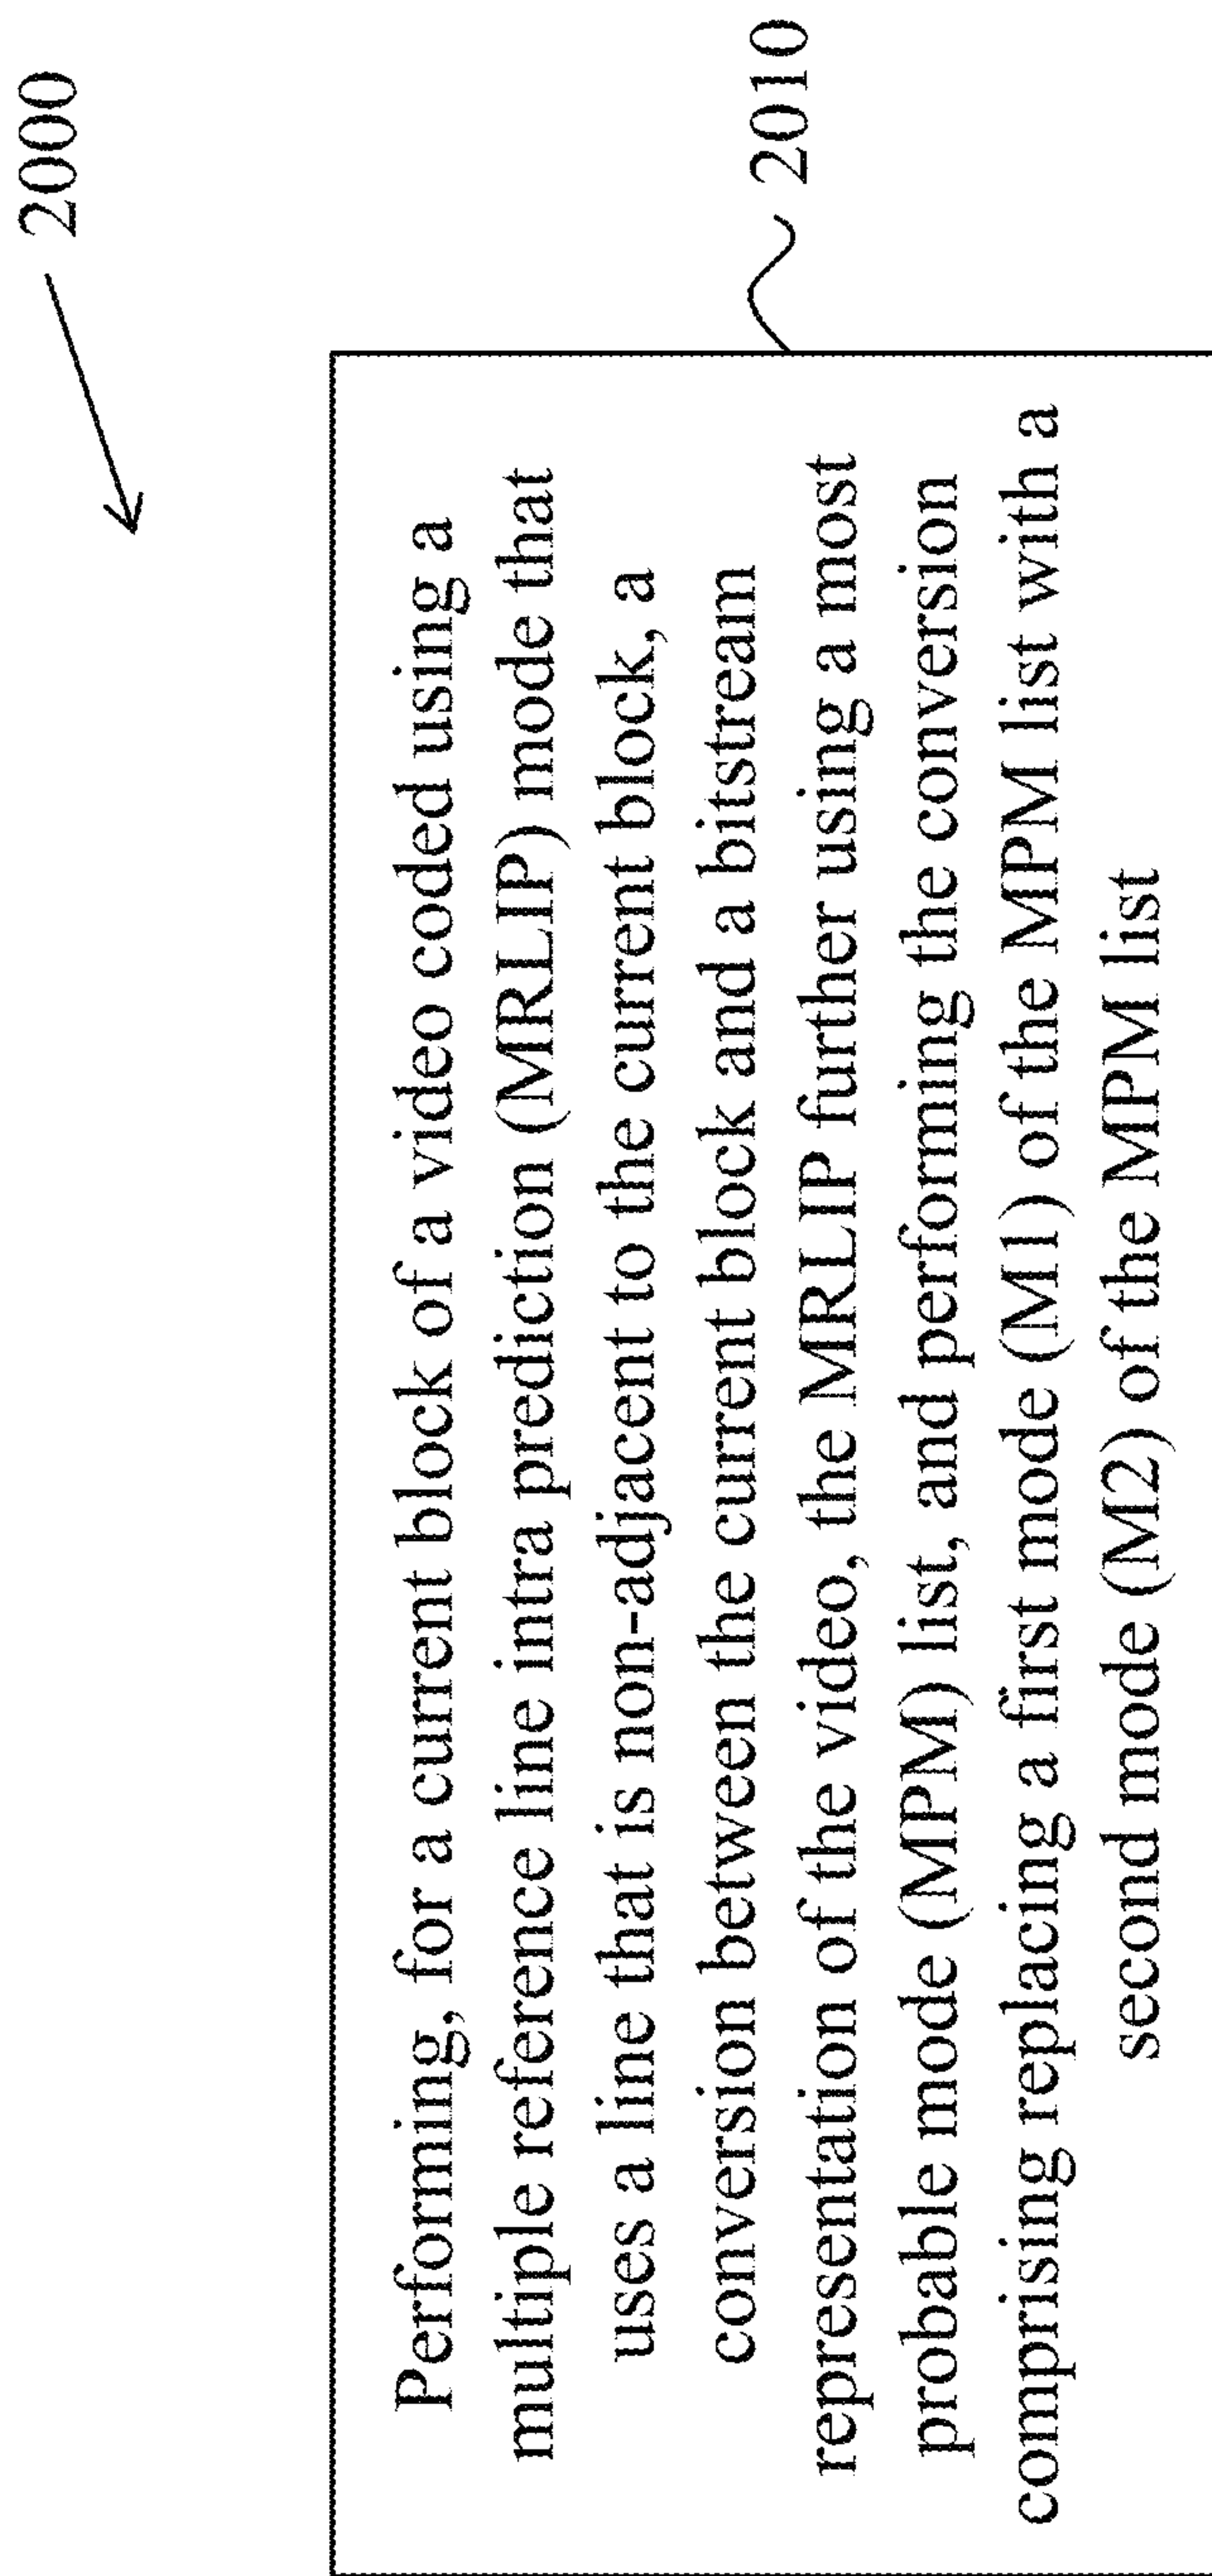 2000
Performing, for a current block of a video coded using a
multiple reference line intra prediction (MRLIP) mode that
uses a line that is non-adjacent to the current block, a
conversion between the current block and a bitstream
representation of the video, the MRLIP further using a most
probable mode (MPM) list, and performing the conversion
comprising replacing a first mode (M1) of the MPM list with a
second mode (M2) of the MPM list
2010